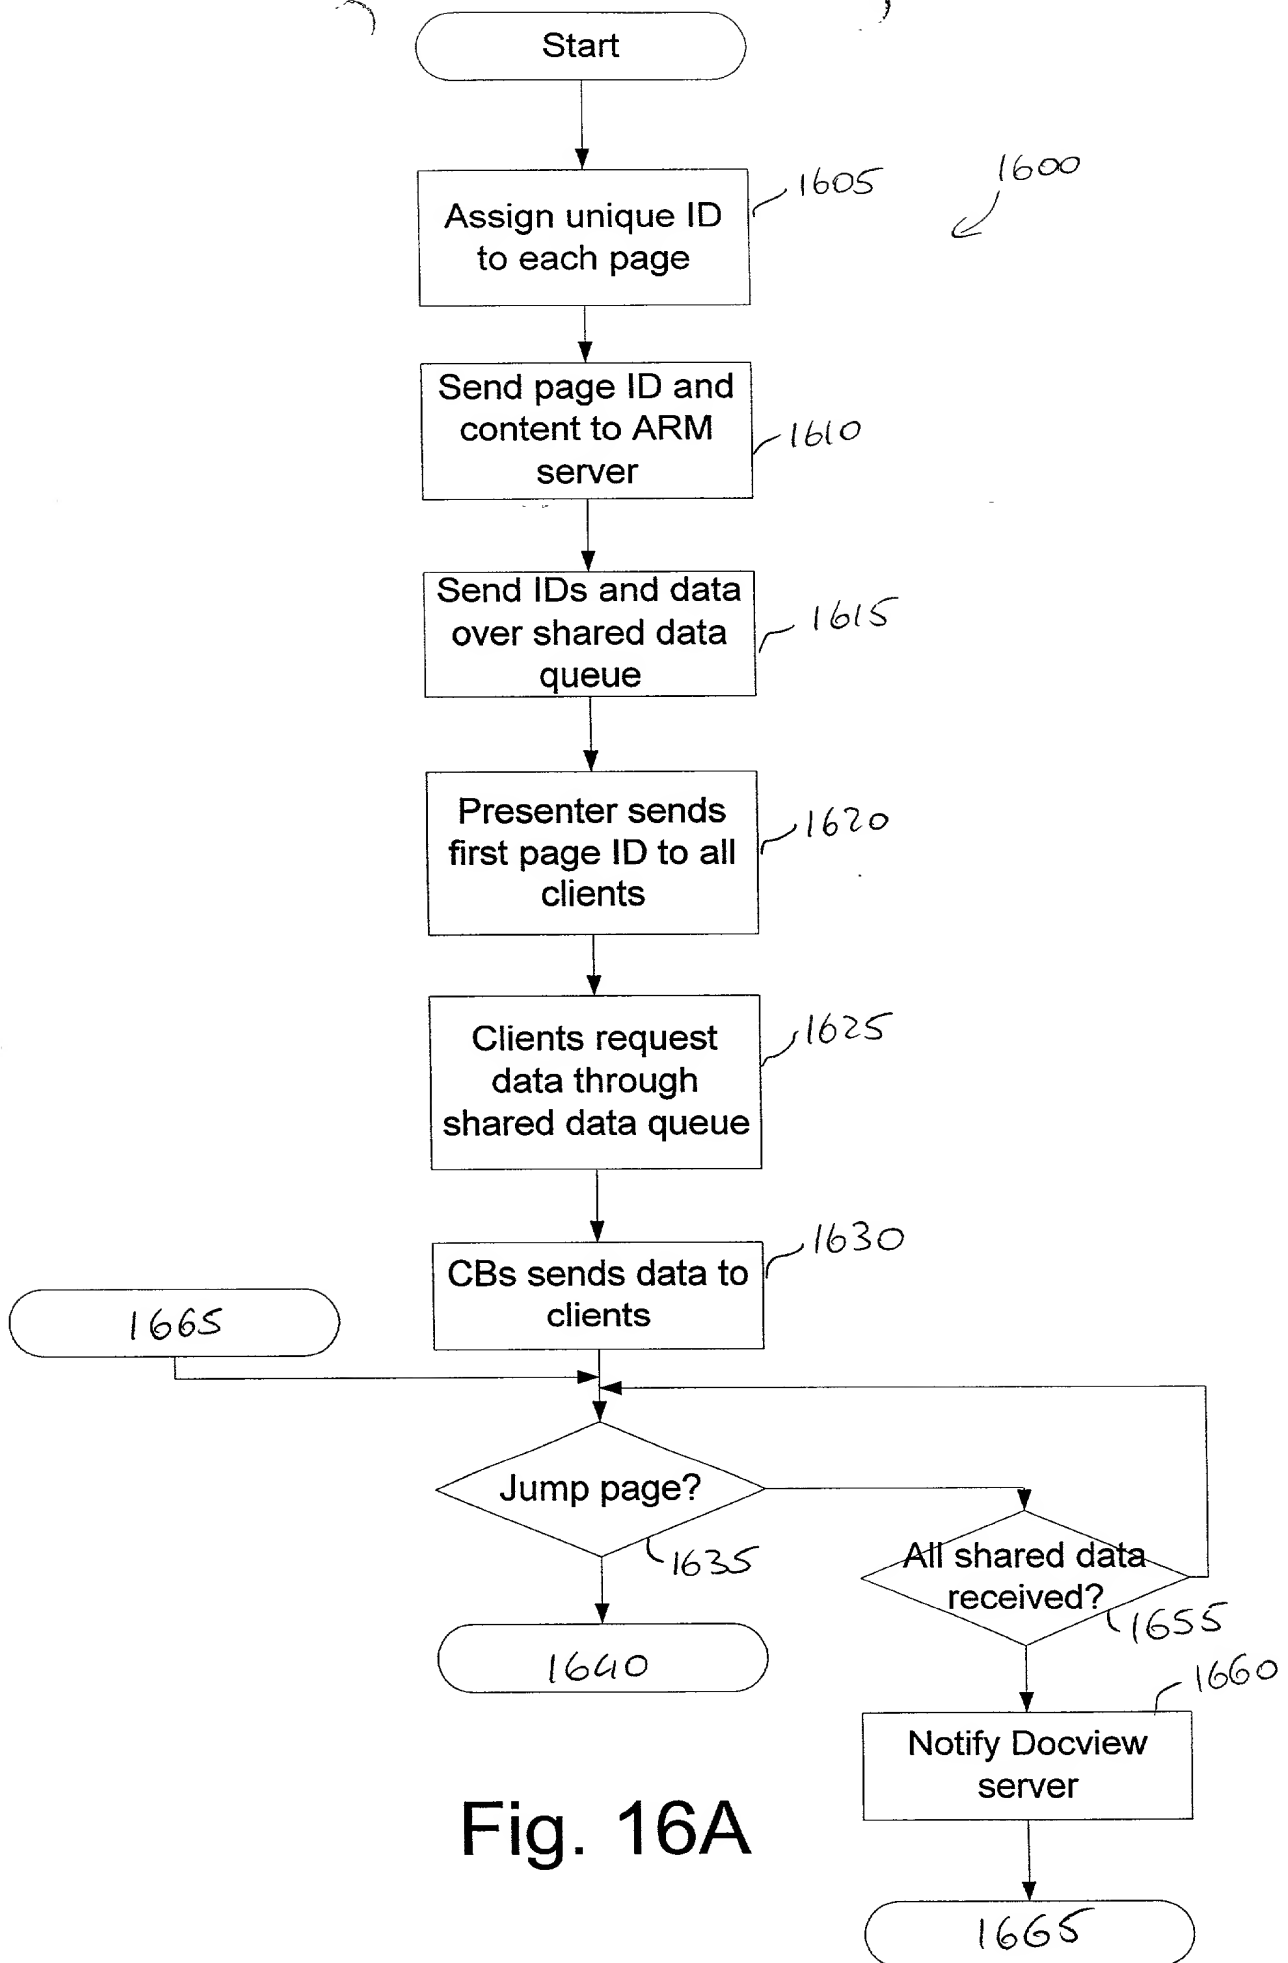 Start
1600
1605
Assign unique ID
to each page
Send page ID and
content to ARM
server
1610
Send IDs and data
over shared data
queue
1615
Presenter sends
first page ID to all
clients
1620
Clients request
data through
shared data queue
1625
1630
CBs sends data to
clients
1665
Jump page?
1635
All shared data
received?
1655
1640
1660
Notify Docview
server
Fig. 16A
1665